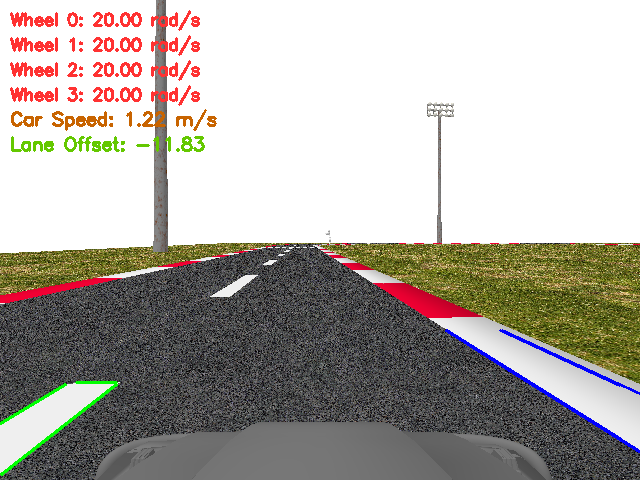 Wheel 0: 20.00 rad/s
Wheel 1: 20.00 rad/s
Wheel 2: 20.00 rad/s
Wheel 3: 20.00 rad/s
Car Speed: 1.22 m/s
Lane Offset: -11.83